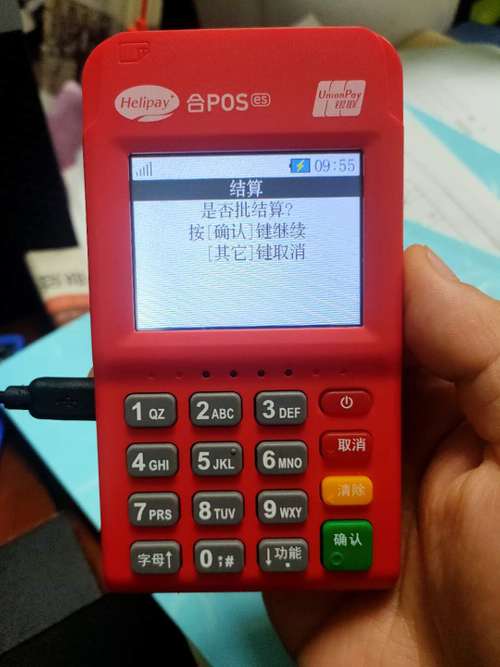 Helipay
合POS es
UnionPay
银联
09:55
结算
是否批结算?
按[确认]键继续
[其它]键取消
1 QZ
2 ABC
3 DEF
4 GHI
5 JKL
6 MNO
取消
7 PRS
8 TUV
9 WXY
清除
字母↑
0 ;#
↓功能
.
确认